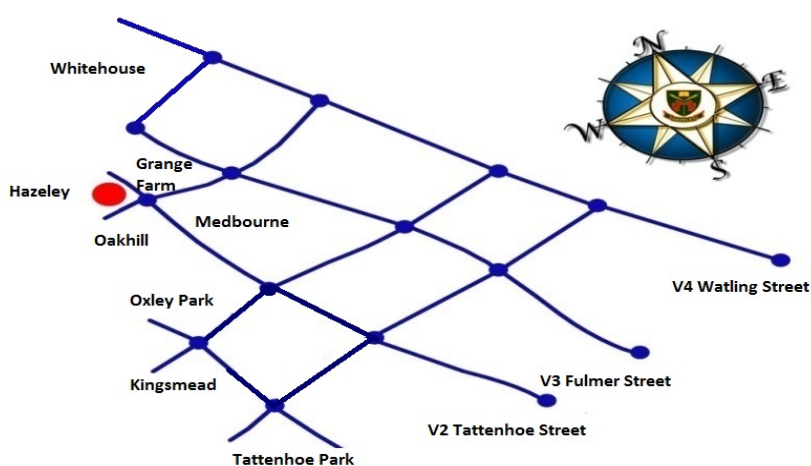 Whitehouse
Grange
Farm
Hazeley
Medbourne
Oakhill
V4 Watling Street
Oxley Park
Kingsmead
V3 Fulmer Street
V2 Tattenhoe Street
Tattenhoe Park
N
E
W
S